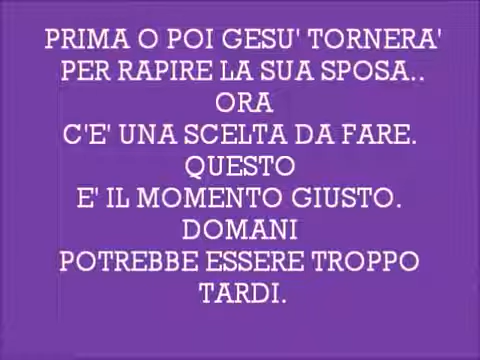 PRIMA O POI GESU' TORNERA'
PER RAPIRE LA SUA SPOSA..
ORA
C'E' UNA SCELTA DA FARE.
QUESTO
E' IL MOMENTO GIUSTO.
DOMANI
POTREBBE ESSERE TROPPO
TARDI.